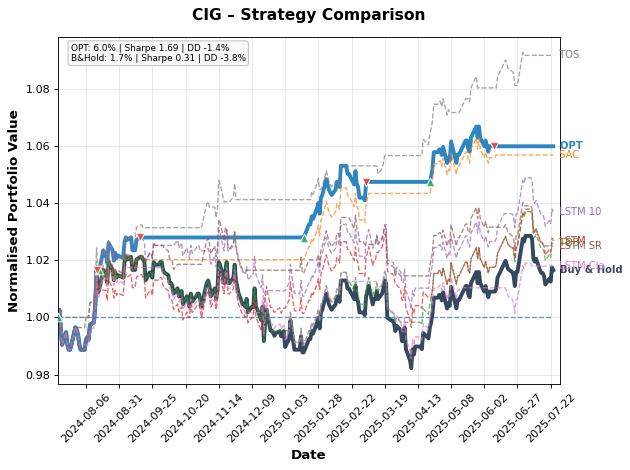 CIG – Strategy Comparison
OPT: 6.0% | Sharpe 1.69 | DD -1.4%
B&Hold: 1.7% | Sharpe 0.31 | DD -3.8%
Normalised Portfolio Value
1.08
1.06
1.04
1.02
1.00
0.98
TOS
OPT
SAC
LSTM 10
LSTM SR
Buy & Hold
2024-08-06
2024-08-31
2024-09-25
2024-10-20
2024-11-14
2024-12-09
2025-01-03
2025-01-28
2025-02-22
2025-03-19
2025-04-13
2025-05-08
2025-06-02
2025-06-27
2025-07-22
Date